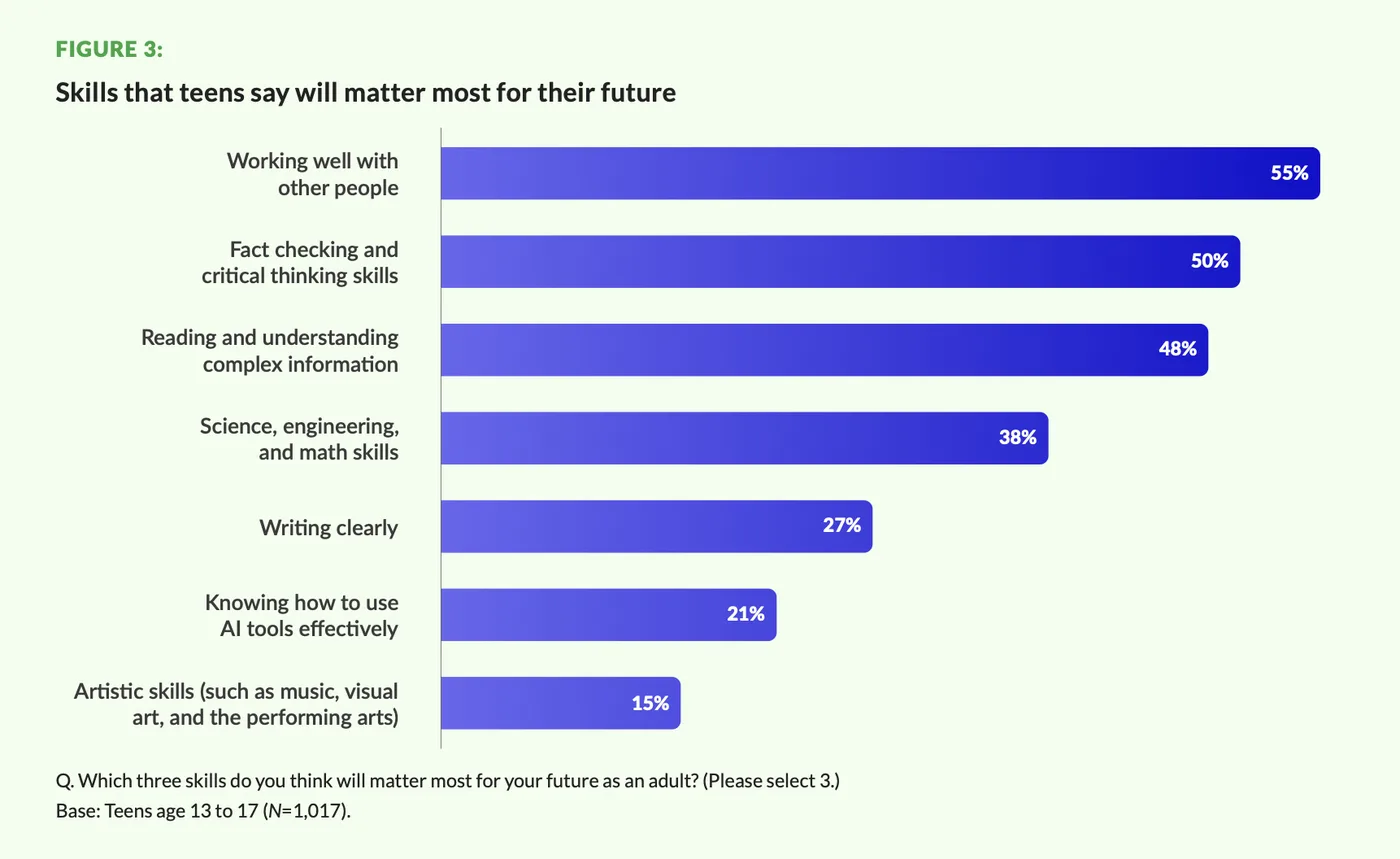 FIGURE 3:
Skills that teens say will matter most for their future
Working well with
other people
55%
Fact checking and
critical thinking skills
50%
Reading and understanding
complex information
48%
Science, engineering,
and math skills
38%
Writing clearly
27%
Knowing how to use
AI tools effectively
21%
Artistic skills (such as music, visual
art, and the performing arts)
15%
Q. Which three skills do you think will matter most for your future as an adult? (Please select 3.)
Base: Teens age 13 to 17 (N=1,017).